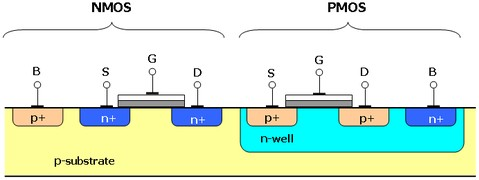 NMOS PMOS
B S G D S G D B
p+ n+ n+ p+ p+ n+
n-well
p-substrate